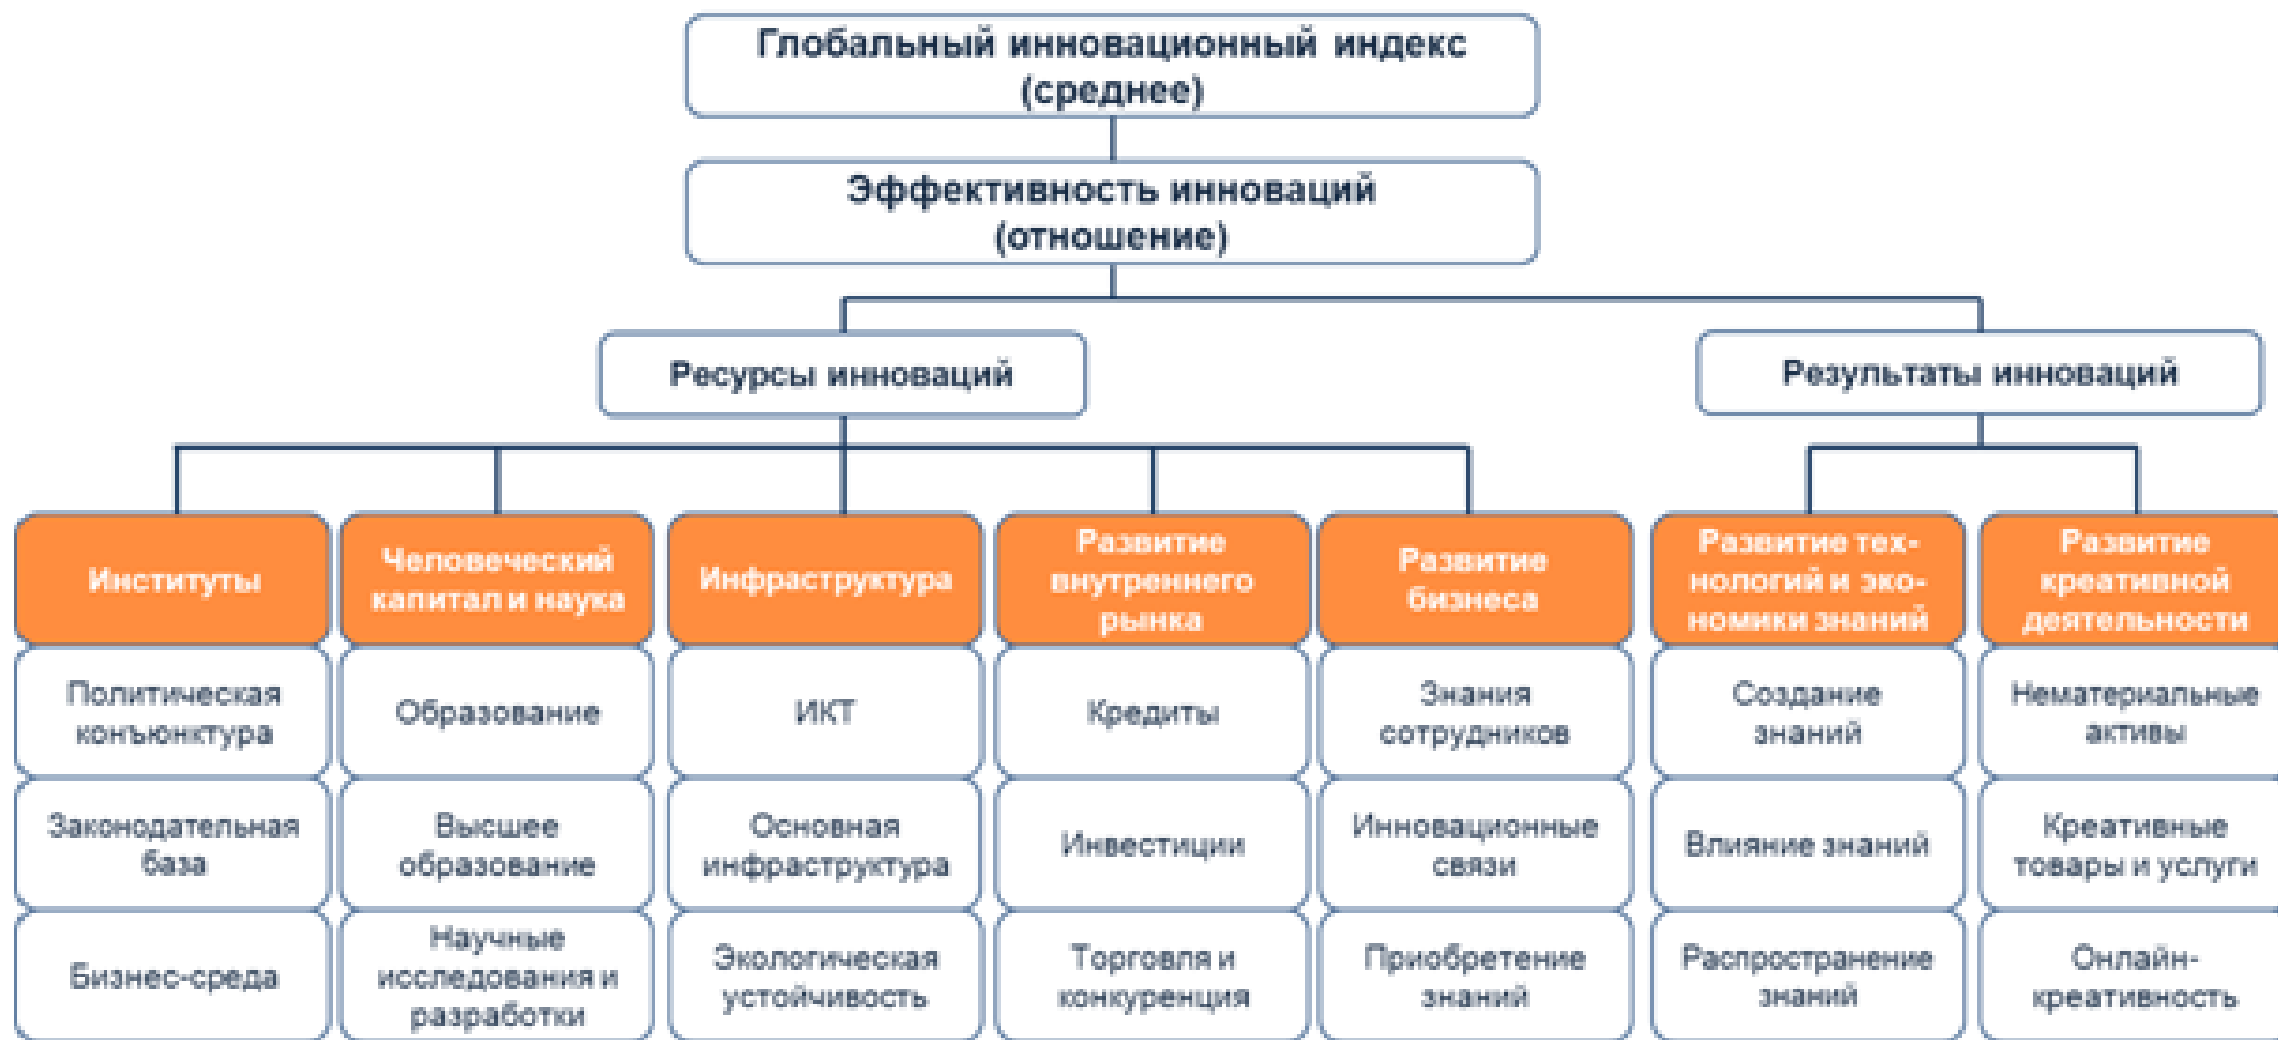 Глобальный инновационный индекс
(среднее)
Эффективность инноваций
(отношение)
Ресурсы инноваций
Результаты инноваций
Институты
Человеческий
капитал и наука
Инфраструктура
Развитие
внутреннего
рынка
Развитие
бизнеса
Развитие тех-
нологий и эко-
номики знаний
Развитие
креативной
деятельности
Политическая
конъюнктура
Образование
ИКТ
Кредиты
Знания
сотрудников
Создание
знаний
Нематериальные
активы
Законодательная
база
Высшее
образование
Основная
инфраструктура
Инвестиции
Инновационные
связи
Влияние знаний
Креативные
товары и услуги
Бизнес-среда
Научные
исследования и
разработки
Экологическая
устойчивость
Торговля и
конкуренция
Приобретение
знаний
Распространение
знаний
Онлайн-
креативность